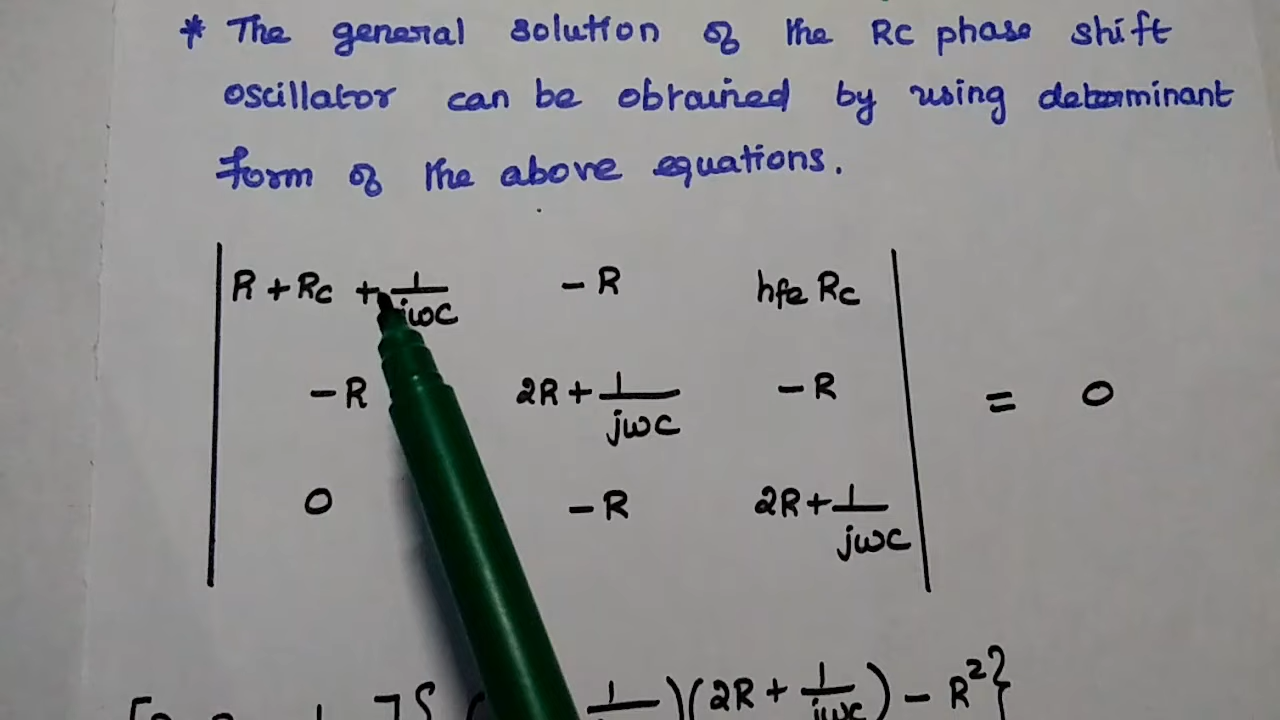 * The general solution of the RC phase shift
oscillator can be obtained by using determinant
form of the above equations.
R + Rc + 1/jωc   - R   hfe Rc
- R   2R + 1/jωc   - R   = 0
0   - R   2R + 1/jωc
1 )(2R + 1/jωc) - R²}